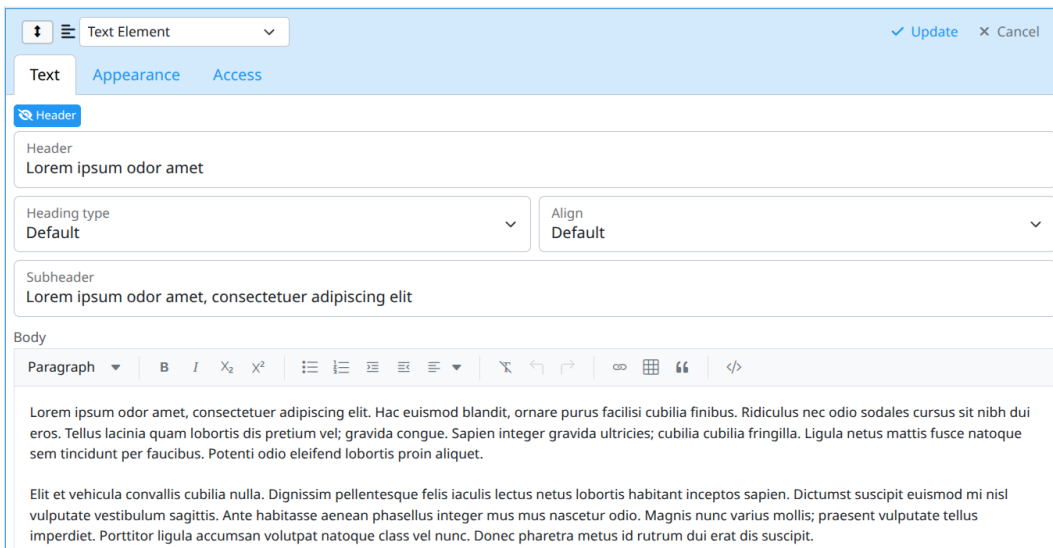 Text Element
Update
Cancel
Text
Appearance
Access
Header
Header
Lorem ipsum odor amet
Heading type
Default
Align
Default
Subheader
Lorem ipsum odor amet, consectetuer adipiscing elit
Body
Paragraph
B
I
X₂
X²
Lorem ipsum odor amet, consectetuer adipiscing elit. Hac euismod blandit, ornare purus facilisi cubilia finibus. Ridiculus nec odio sodales cursus sit nibh dui
eros. Tellus lacinia quam lobortis dis pretium vel; gravida congue. Sapien integer gravida ultricies; cubilia cubilia fringilla. Ligula netus mattis fusce natoque
sem tincidunt per faucibus. Potenti odio eleifend lobortis proin aliquet.
Elit et vehicula convallis cubilia nulla. Dignissim pellentesque felis iaculis lectus netus lobortis habitant inceptos sapien. Dictumst suscipit euismod mi nisl
vulputate vestibulum sagittis. Ante habitasse aenean phasellus integer mus mus nascetur odio. Magnis nunc varius mollis; praesent vulputate tellus
imperdiet. Porttitor ligula accumsan volutpat natoque class vel nunc. Donec pharetra metus id rutrum dui erat dis suscipit.